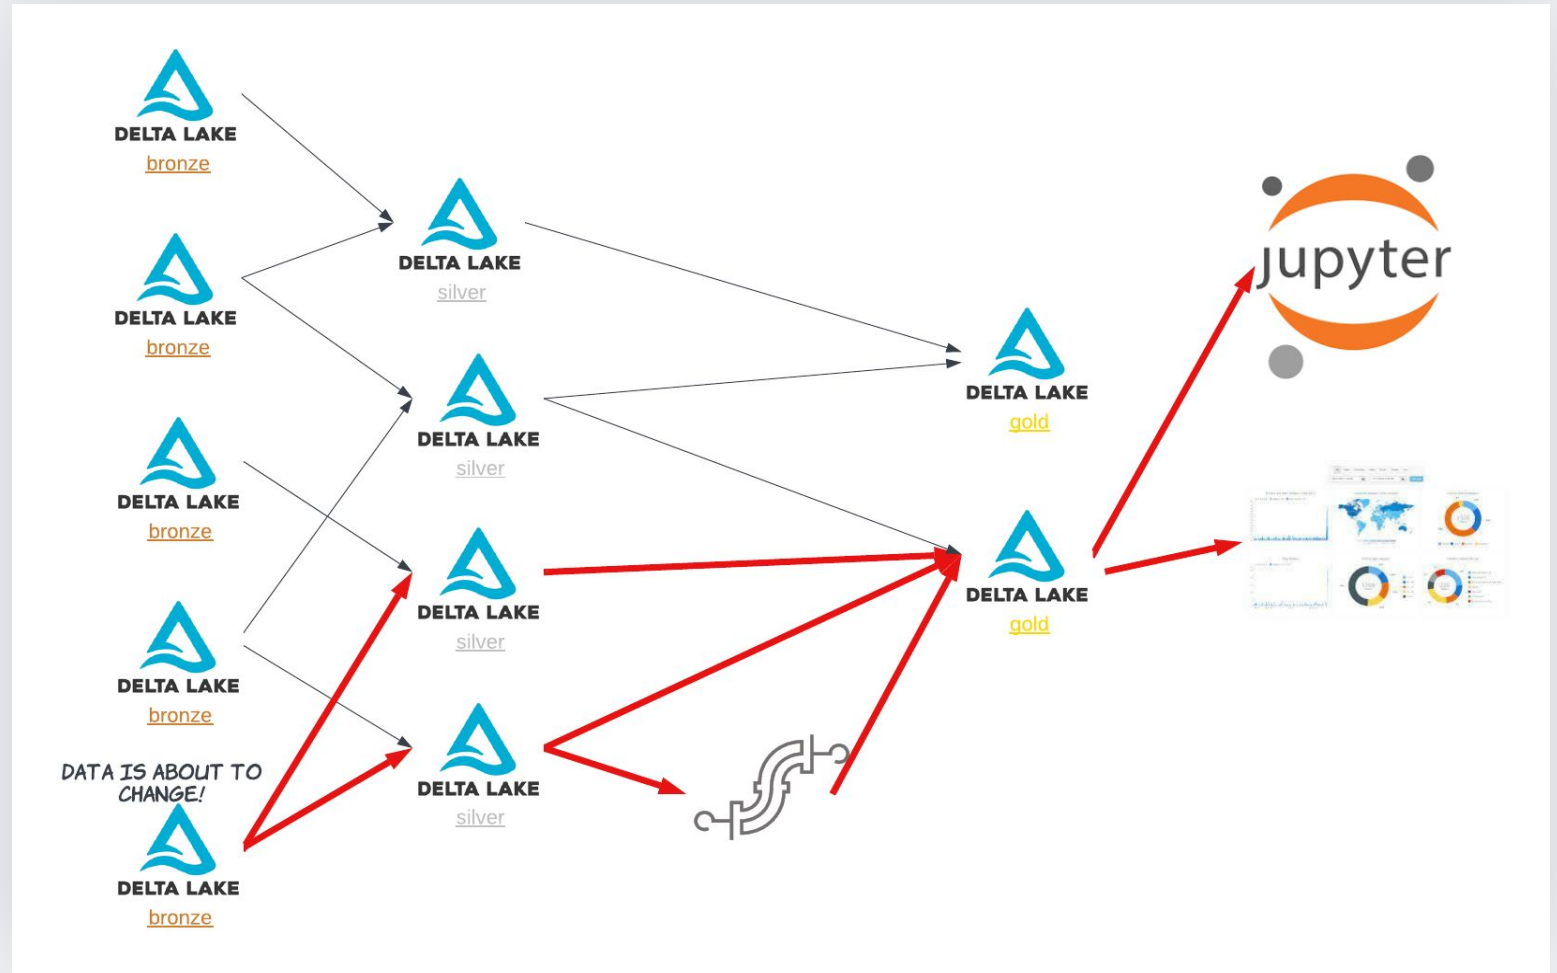 DELTA LAKE
bronze
DELTA LAKE
bronze
DELTA LAKE
bronze
DELTA LAKE
bronze
DATA IS ABOUT TO
CHANGE!
DELTA LAKE
bronze
DELTA LAKE
silver
DELTA LAKE
silver
DELTA LAKE
silver
DELTA LAKE
silver
DELTA LAKE
gold
DELTA LAKE
gold
jupyter